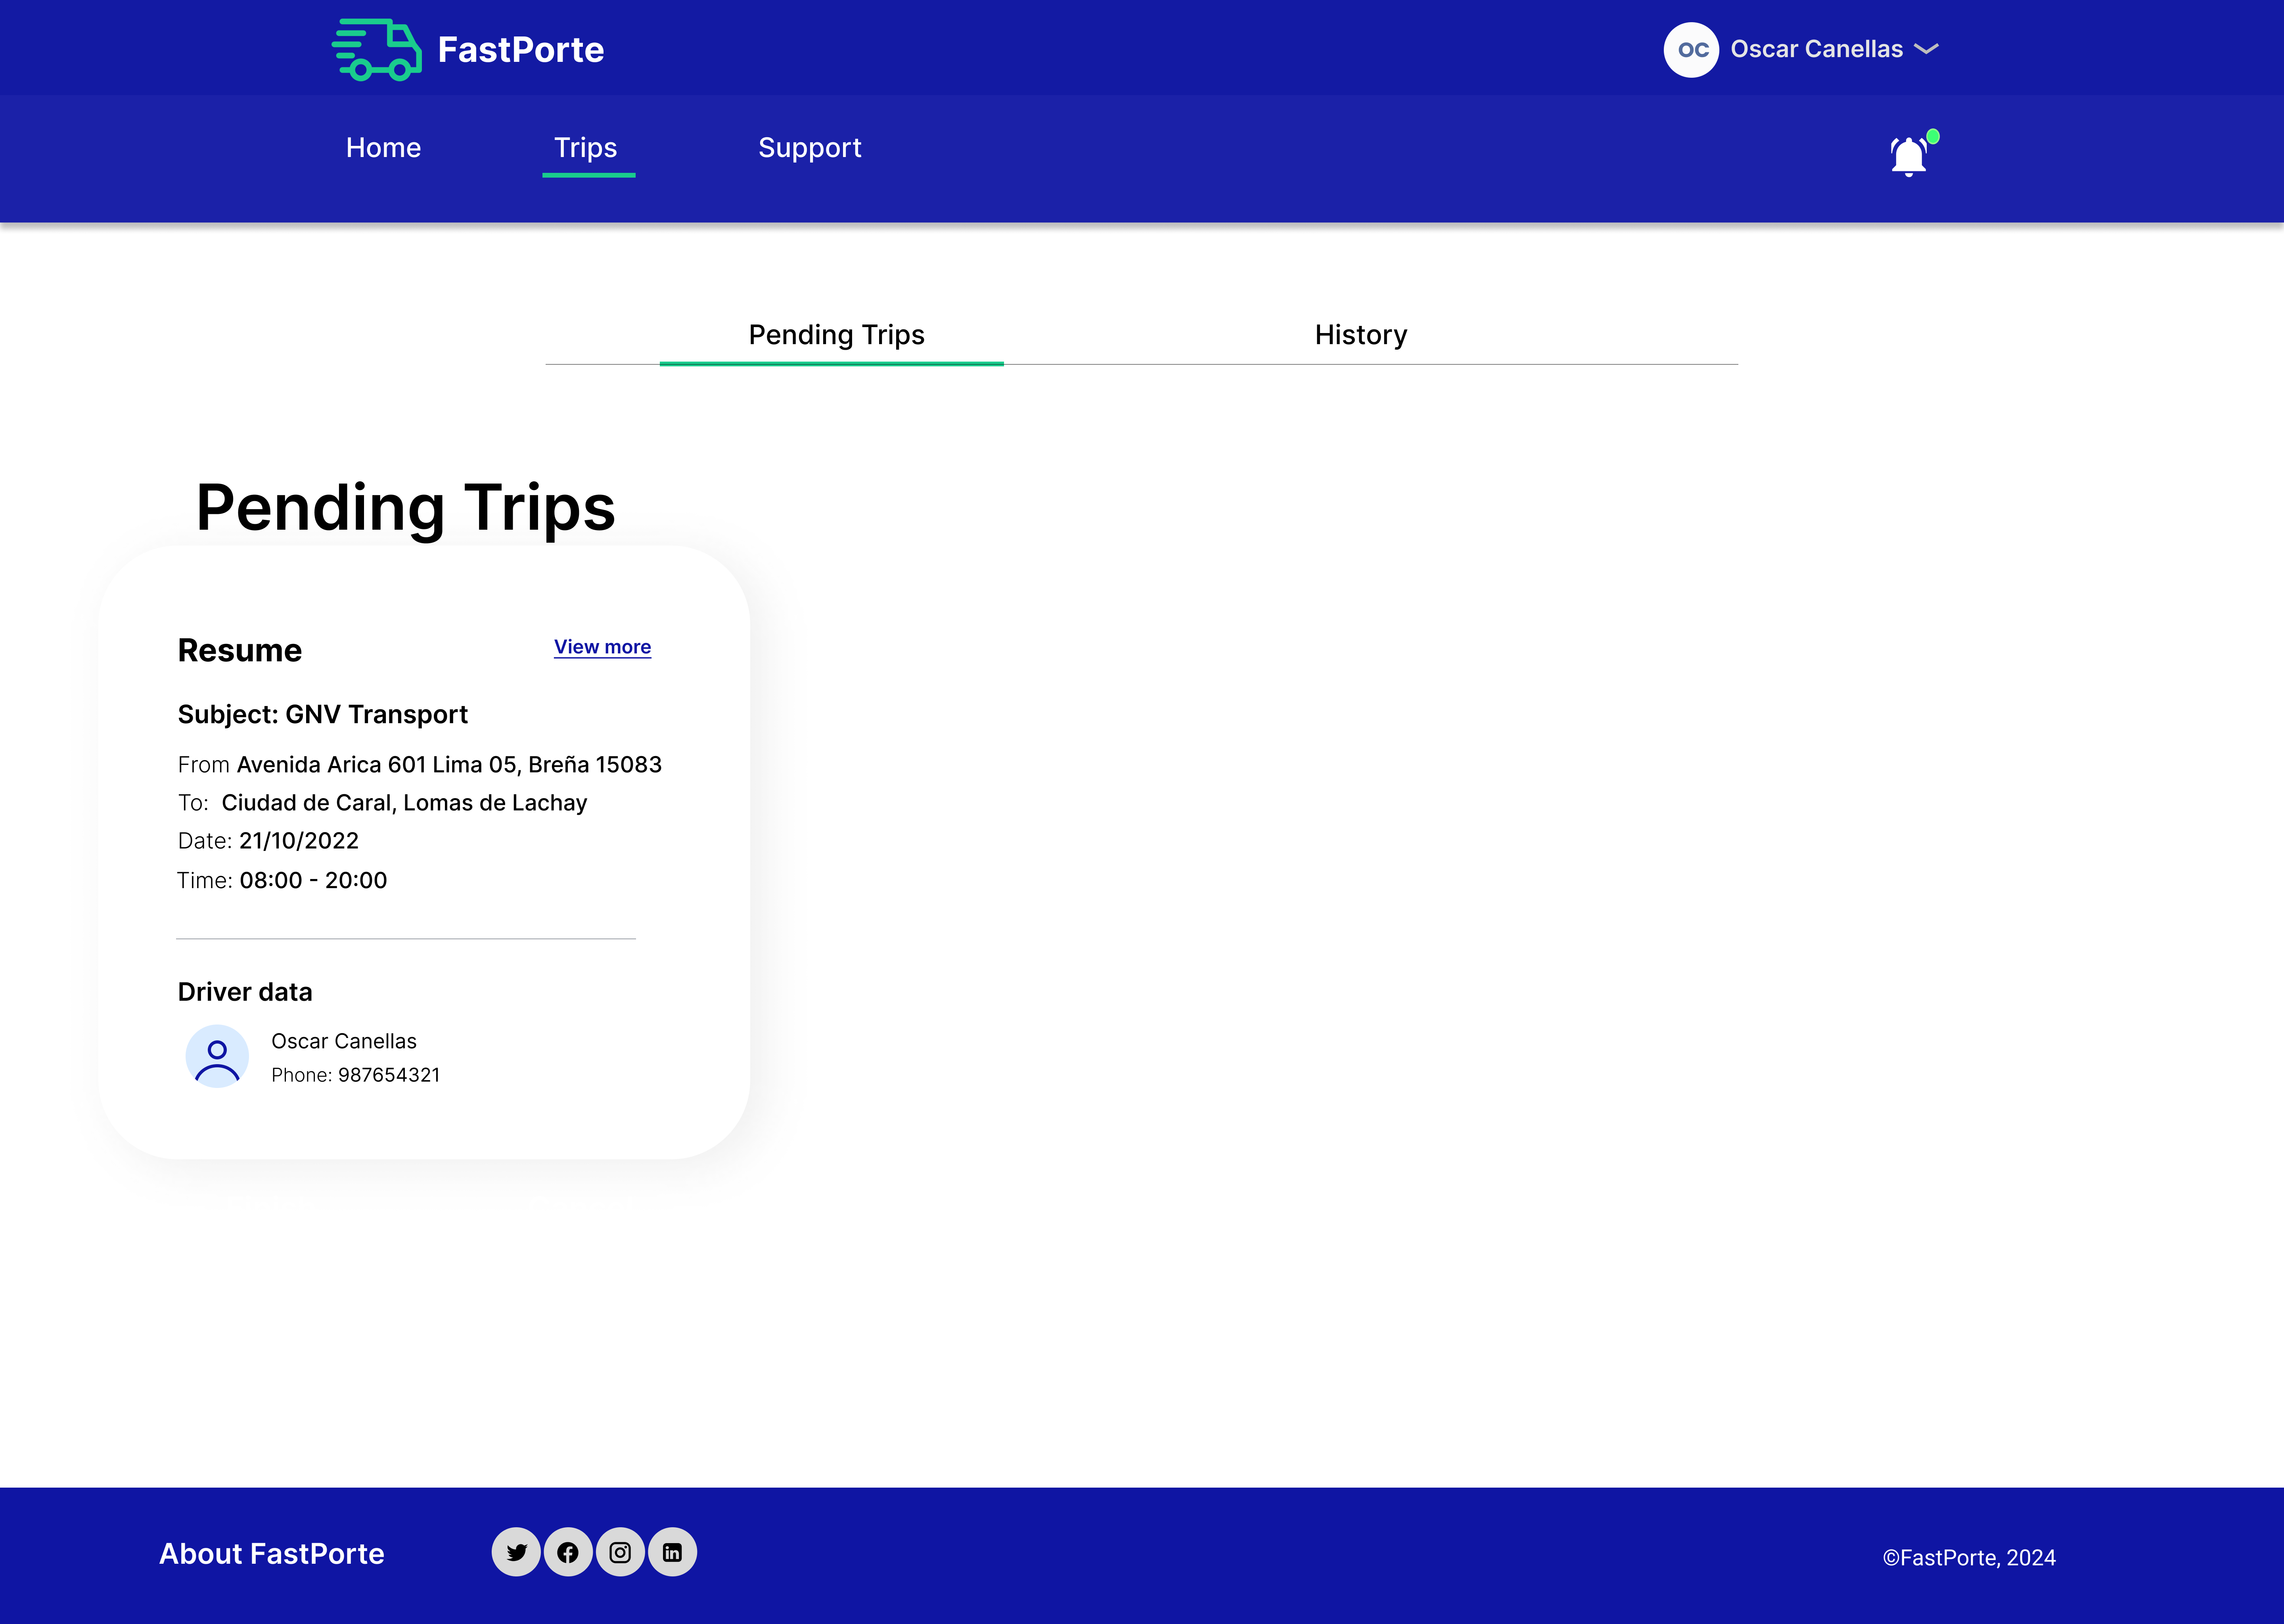 FastPorte
OC Oscar Canellas
Home Trips Support
Pending Trips History
Pending Trips
Resume View more
Subject: GNV Transport
From Avenida Arica 601 Lima 05, Breña 15083
To: Ciudad de Caral, Lomas de Lachay
Date: 21/10/2022
Time: 08:00 - 20:00
Driver data
Oscar Canellas
Phone: 987654321
About FastPorte
©FastPorte, 2024